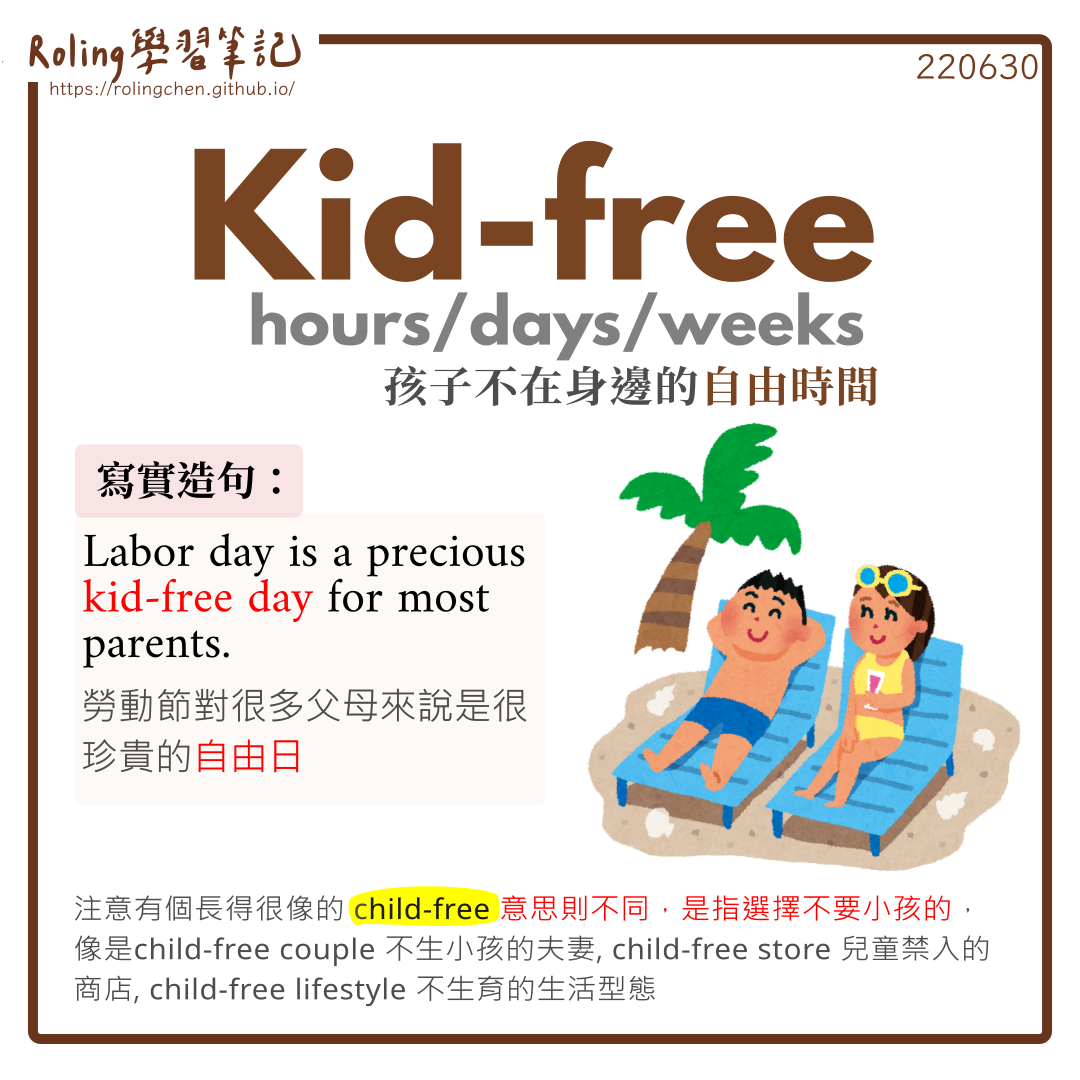 Roling學習筆記
https://rolingchen.github.io/
220630
Kid-free
hours/days/weeks
孩子不在身邊的自由時間
寫實造句：
Labor day is a precious
kid-free day for most
parents.
勞動節對很多父母來說是很
珍貴的自由日
注意有個長得很像的 child-free 意思則不同，是指選擇不要小孩的，
像是child-free couple 不生小孩的夫妻, child-free store 兒童禁入的
商店, child-free lifestyle 不生育的生活型態